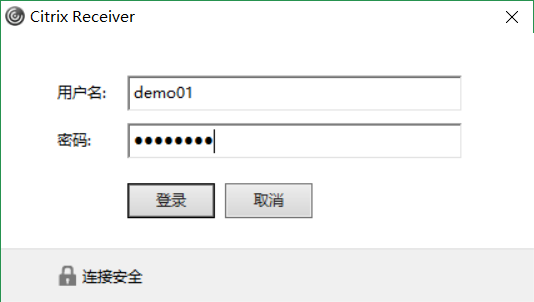 Citrix Receiver
用户名: demo01
密码: ●●●●●●●●
登录 取消
连接安全